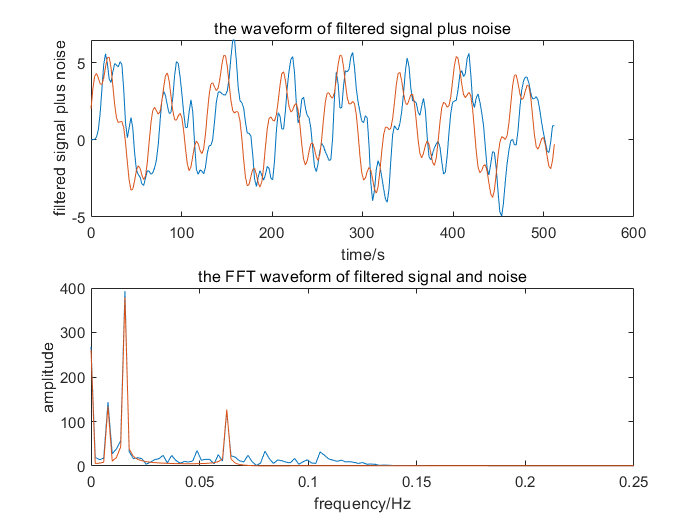 the waveform of filtered signal plus noise
filtered signal plus noise
5
0
-5
0 100 200 300 400 500 600
time/s
the FFT waveform of filtered signal and noise
amplitude
400
300
200
100
0
0 0.05 0.1 0.15 0.2 0.25
frequency/Hz